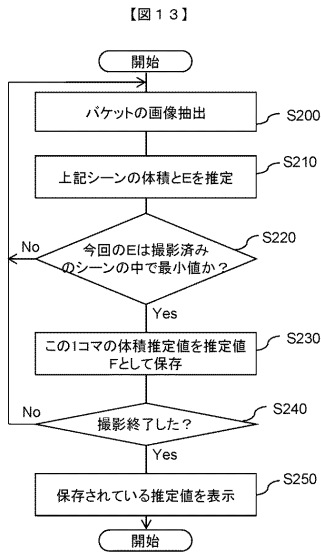 【図１３】
開始
バケットの画像抽出
S200
上記シーンの体積とEを推定
S210
今回のEは撮影済み
のシーンの中で最小値か？
S220
No
Yes
この1コマの体積推定値を推定値
Fとして保存
S230
撮影終了した？
S240
No
Yes
保存されている推定値を表示
S250
開始